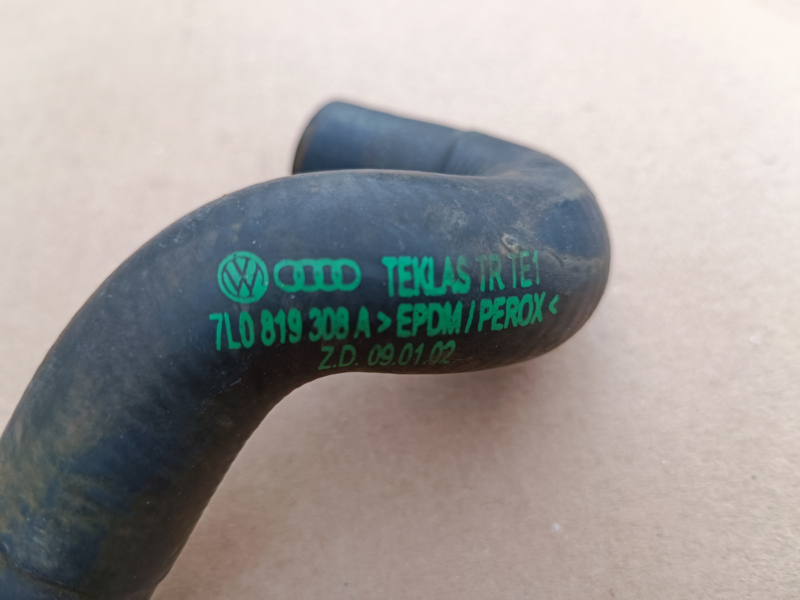 TEKLAS TR TE1
7L0 819 308 A > EPDM / PEROX <
Z.D. 09.01.02